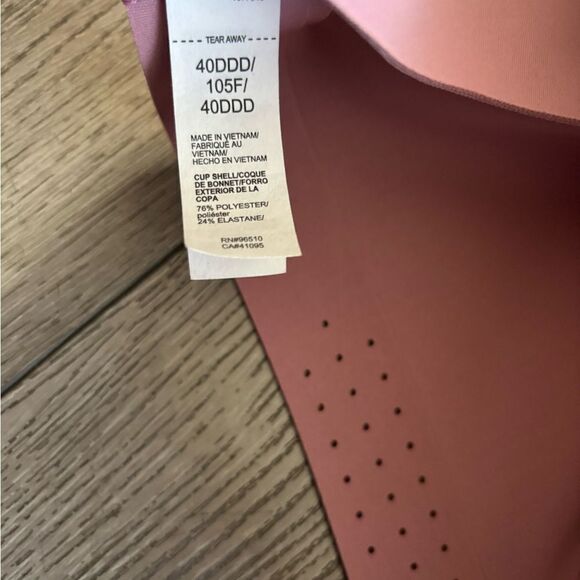 TEAR AWAY
40DDD/
105F/
40DDD
MADE IN VIETNAM/
FABRIQUÉ AU
VIETNAM/
HECHO EN VIETNAM
CUP SHELL/COQUE
DE BONNET/FORRO
EXTERIOR DE LA
COPA
76% POLYESTER/
poliéster
24% ELASTANE/
RN#96510
CA#41095